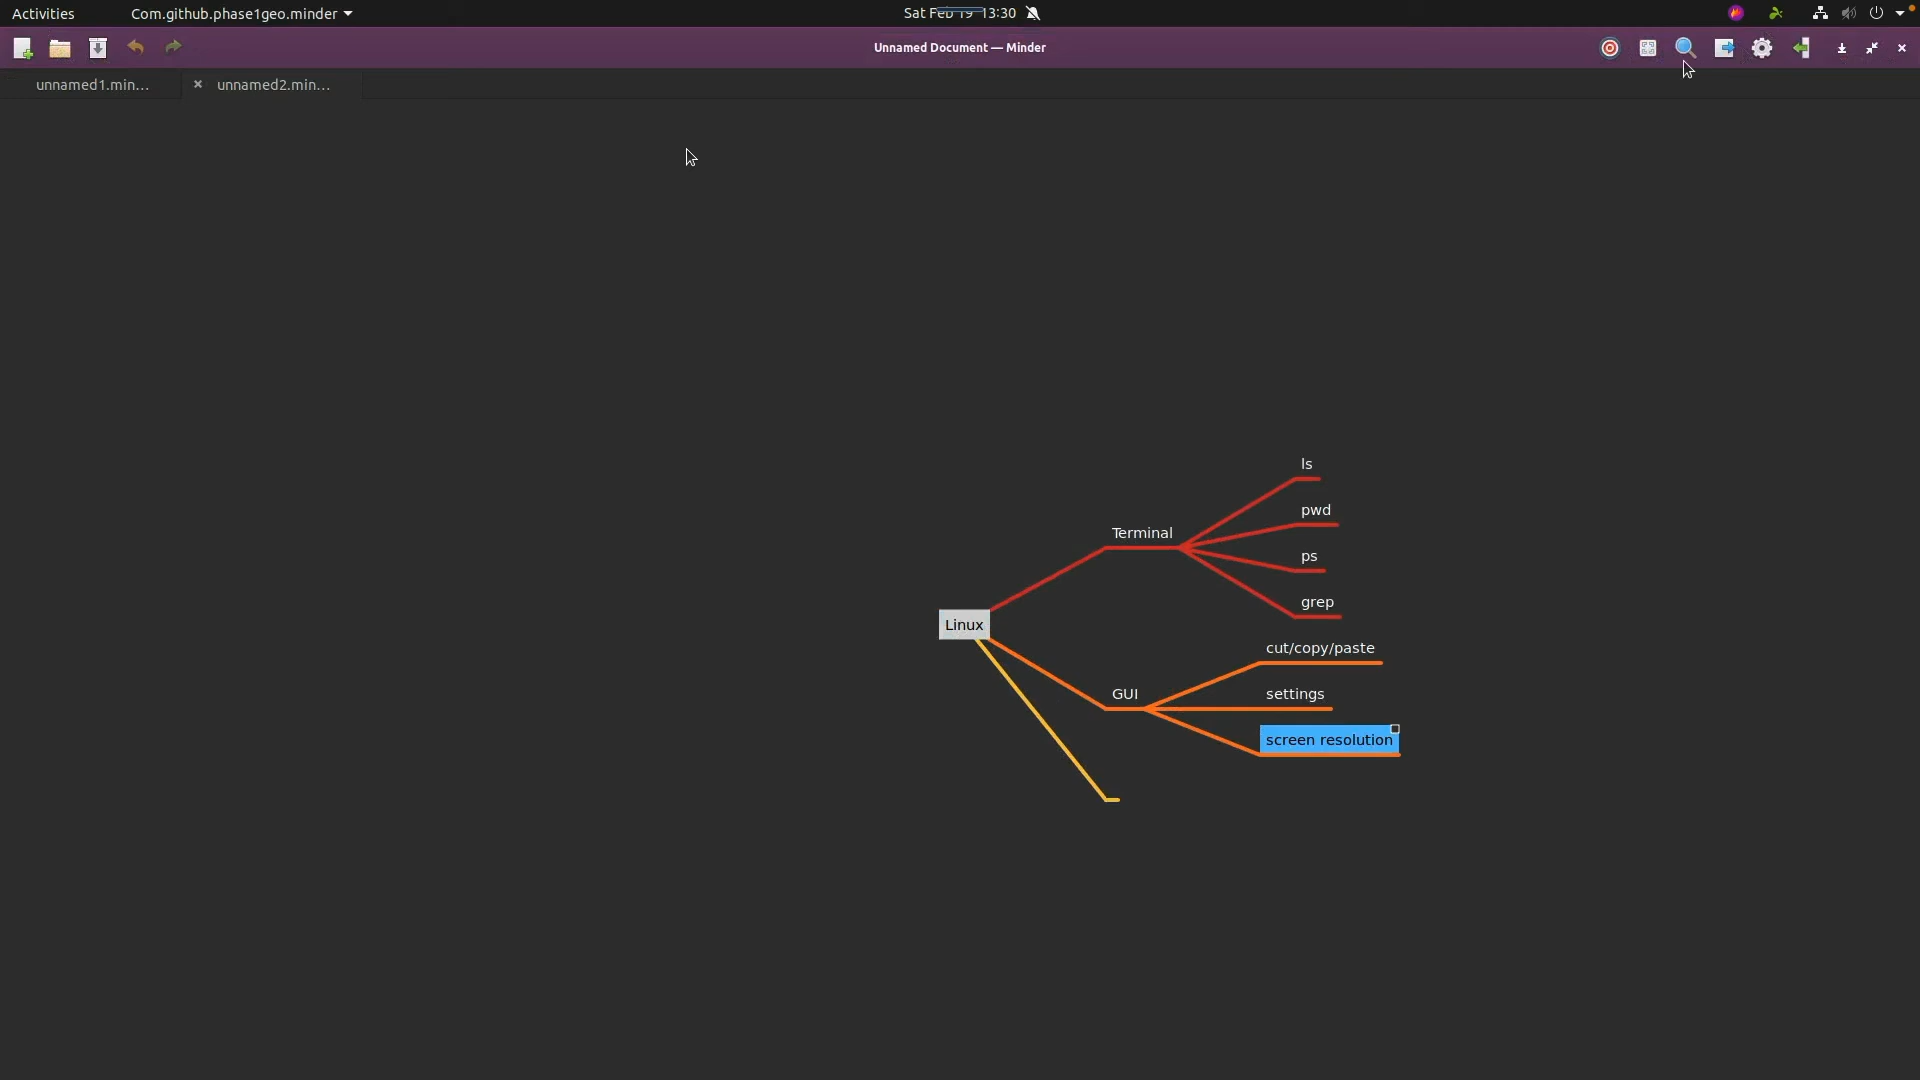 Activities
Com.github.phase1geo.minder
Sat Feb 19 13:30
Unnamed Document — Minder
unnamed1.min...
unnamed2.min...
ls
pwd
Terminal
ps
grep
Linux
cut/copy/paste
GUI
settings
screen resolution